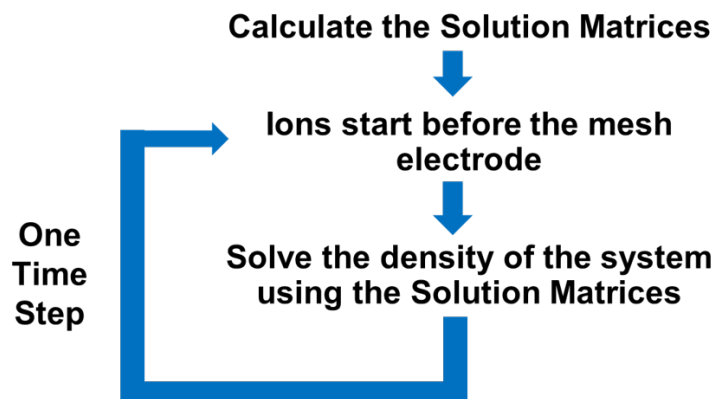 Calculate the Solution Matrices
Ions start before the mesh
electrode
One
Time
Step
Solve the density of the system
using the Solution Matrices